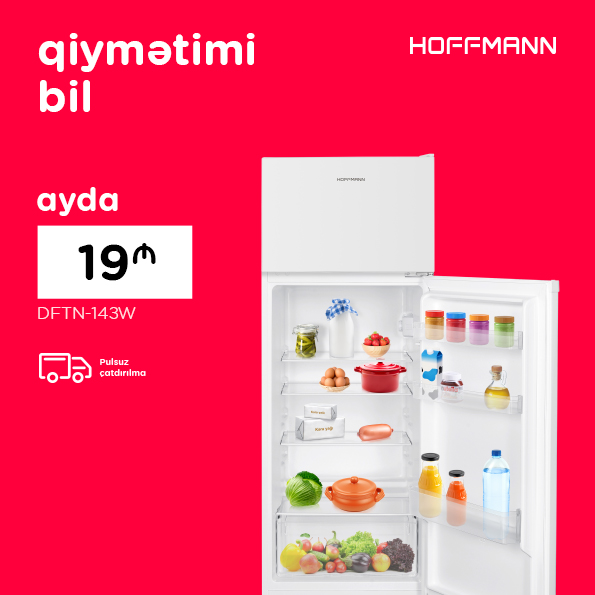 qiymətimi
bil
HOFFMANN
ayda
19 ₼
DFTN-143W
Pulsuz
çatdırılma
HOFFMANN